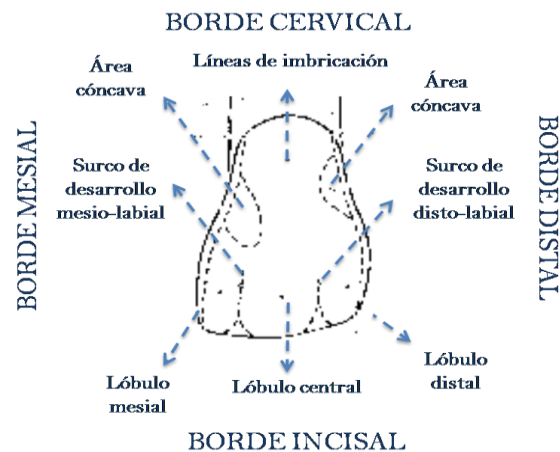 BORDE CERVICAL
Área
cóncava
Líneas de imbricación
Área
cóncava
BORDE MESIAL
Surco de
desarrollo
mesio-labial
Surco de
desarrollo
disto-labial
BORDE DISTAL
Lóbulo
mesial
Lóbulo central
Lóbulo
distal
BORDE INCISAL